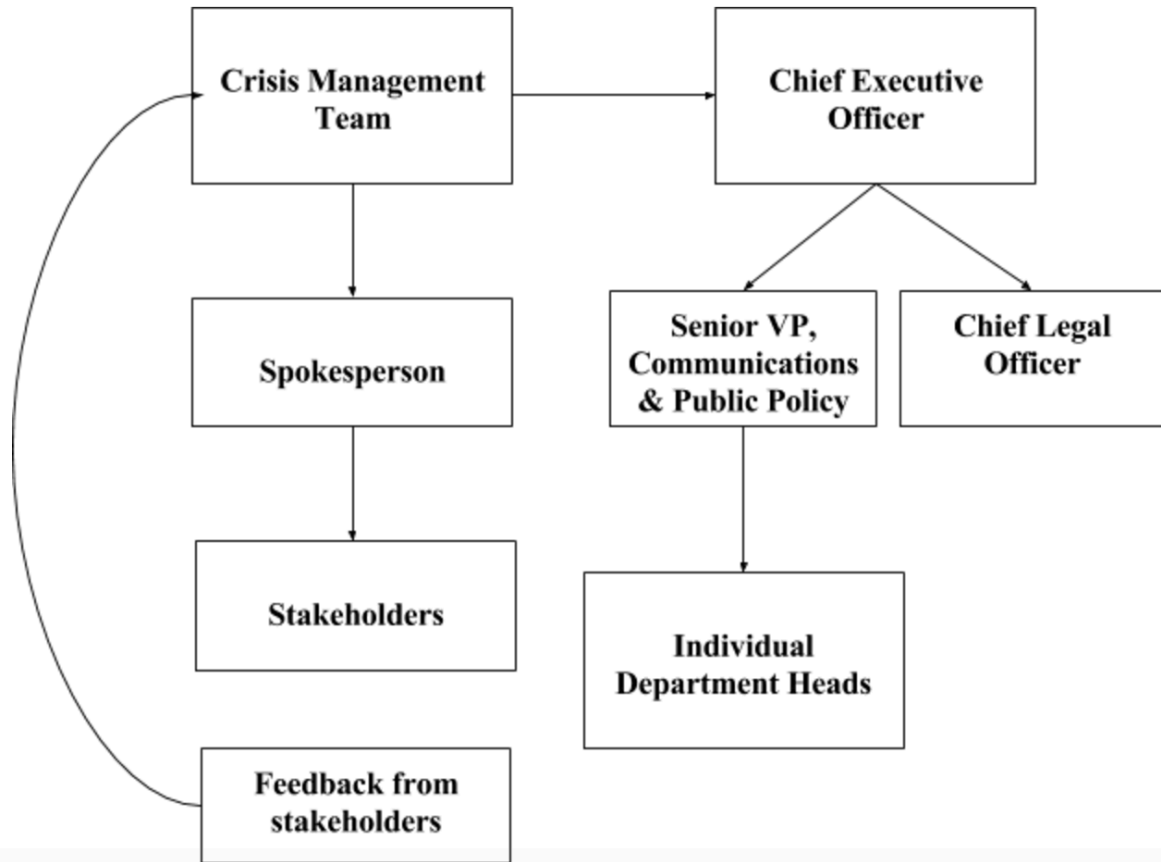 Crisis Management
Team
Chief Executive
Officer
Spokesperson
Senior VP,
Communications
& Public Policy
Chief Legal
Officer
Stakeholders
Individual
Department Heads
Feedback from
stakeholders